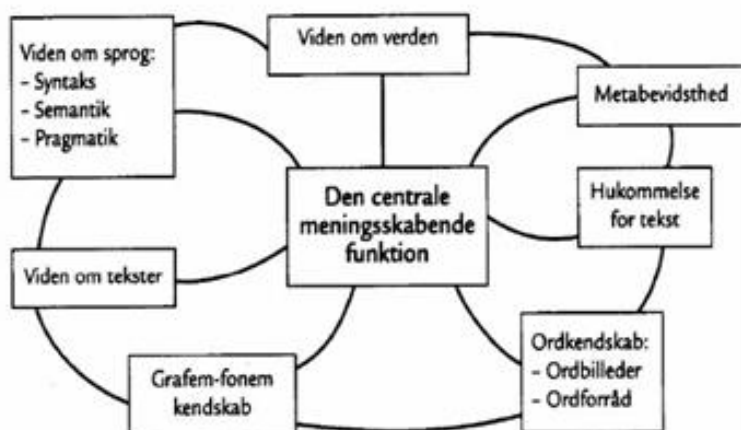 Viden om sprog:
- Syntaks
- Semantik
- Pragmatik
Viden om verden
Metabevidsthed
Den centrale
meningsskabende
funktion
Hukommelse
for tekst
Viden om tekster
Grafem-fonem
kendskab
Ordkendskab:
- Ordbilleder
- Ordforråd